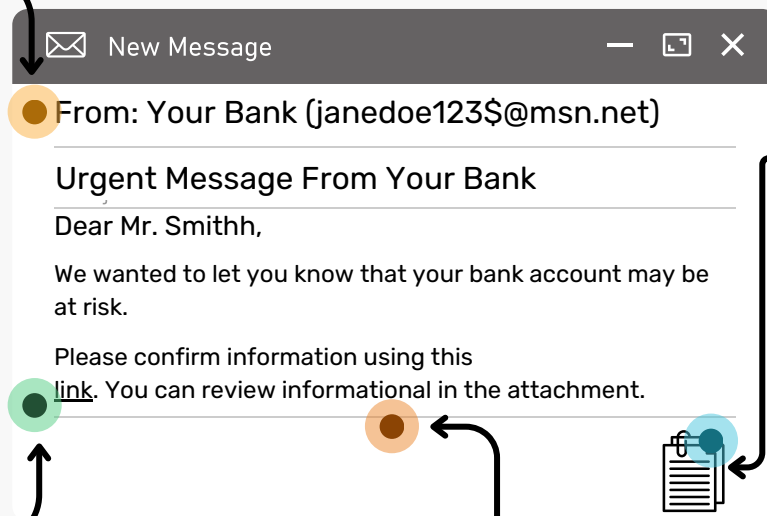 New Message
From: Your Bank (janedoe123$@msn.net)
Urgent Message From Your Bank
Dear Mr. Smithh,
We wanted to let you know that your bank account may be
at risk.
Please confirm information using this
link. You can review informational in the attachment.